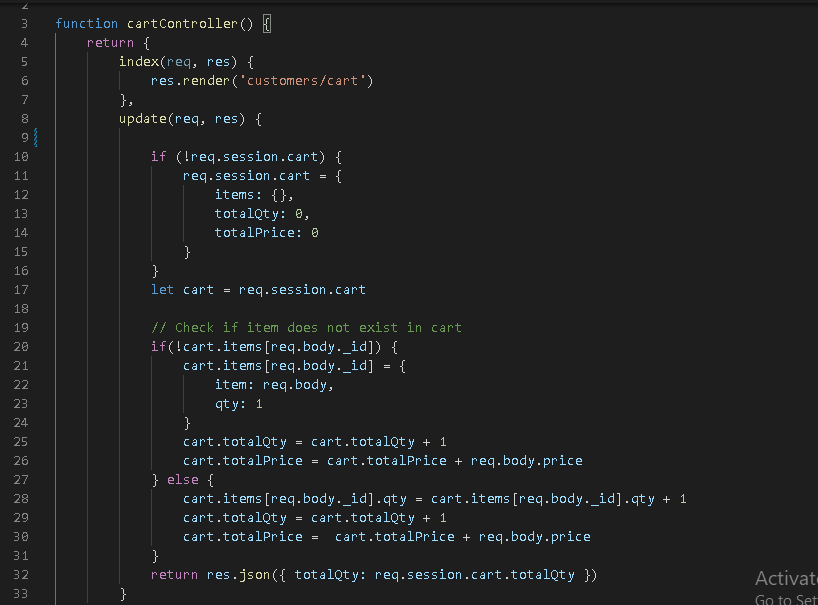 2
3 function cartController() {
4     return {
5         index(req, res) {
6             res.render('customers/cart')
7         },
8         update(req, res) {
9
10             if (!req.session.cart) {
11                 req.session.cart = {
12                     items: {},
13                     totalQty: 0,
14                     totalPrice: 0
15                 }
16             }
17             let cart = req.session.cart
18
19             // Check if item does not exist in cart
20             if(!cart.items[req.body._id]) {
21                 cart.items[req.body._id] = {
22                     item: req.body,
23                     qty: 1
24                 }
25                 cart.totalQty = cart.totalQty + 1
26                 cart.totalPrice = cart.totalPrice + req.body.price
27             } else {
28                 cart.items[req.body._id].qty = cart.items[req.body._id].qty + 1
29                 cart.totalQty = cart.totalQty + 1
30                 cart.totalPrice =  cart.totalPrice + req.body.price
31             }
32             return res.json({ totalQty: req.session.cart.totalQty })
33         }
Activate
Go to Set